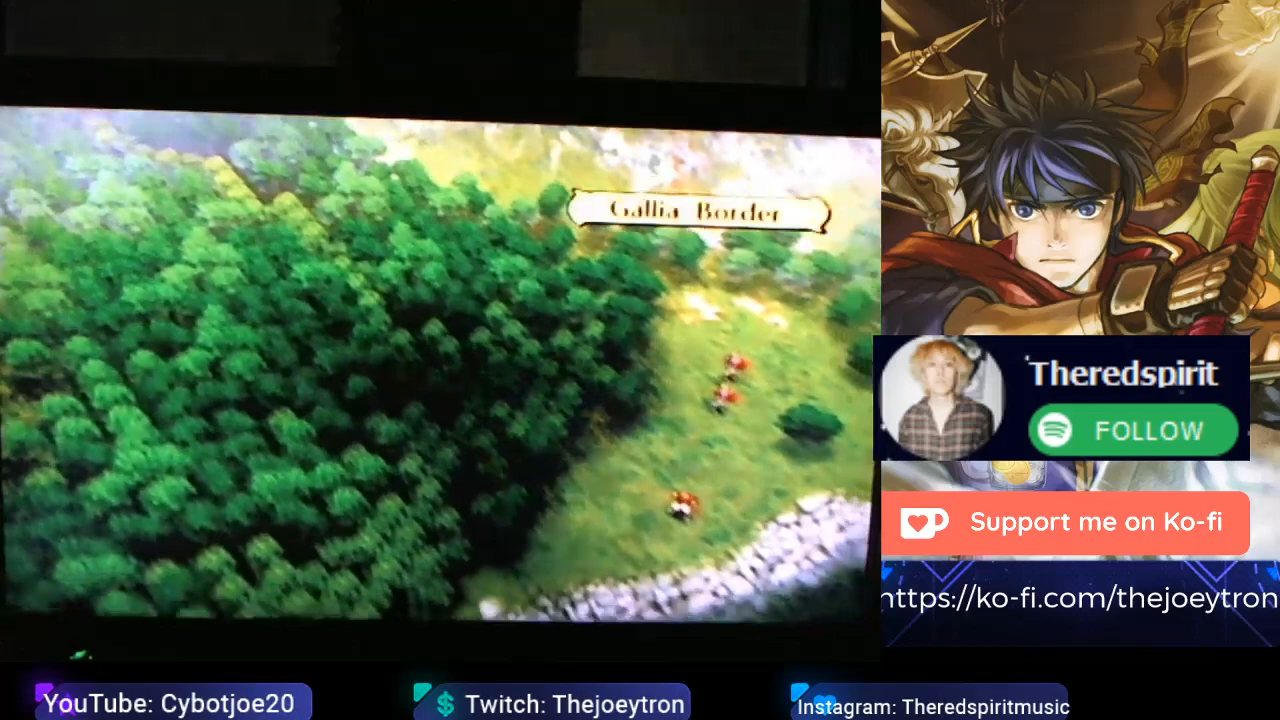 Gallia Border
Theredspirit
FOLLOW
Support me on Ko-fi
https://ko-fi.com/thejoeytron
YouTube: Cybotjoe20
Twitch: Thejoeytron
Instagram: Theredspiritmusic